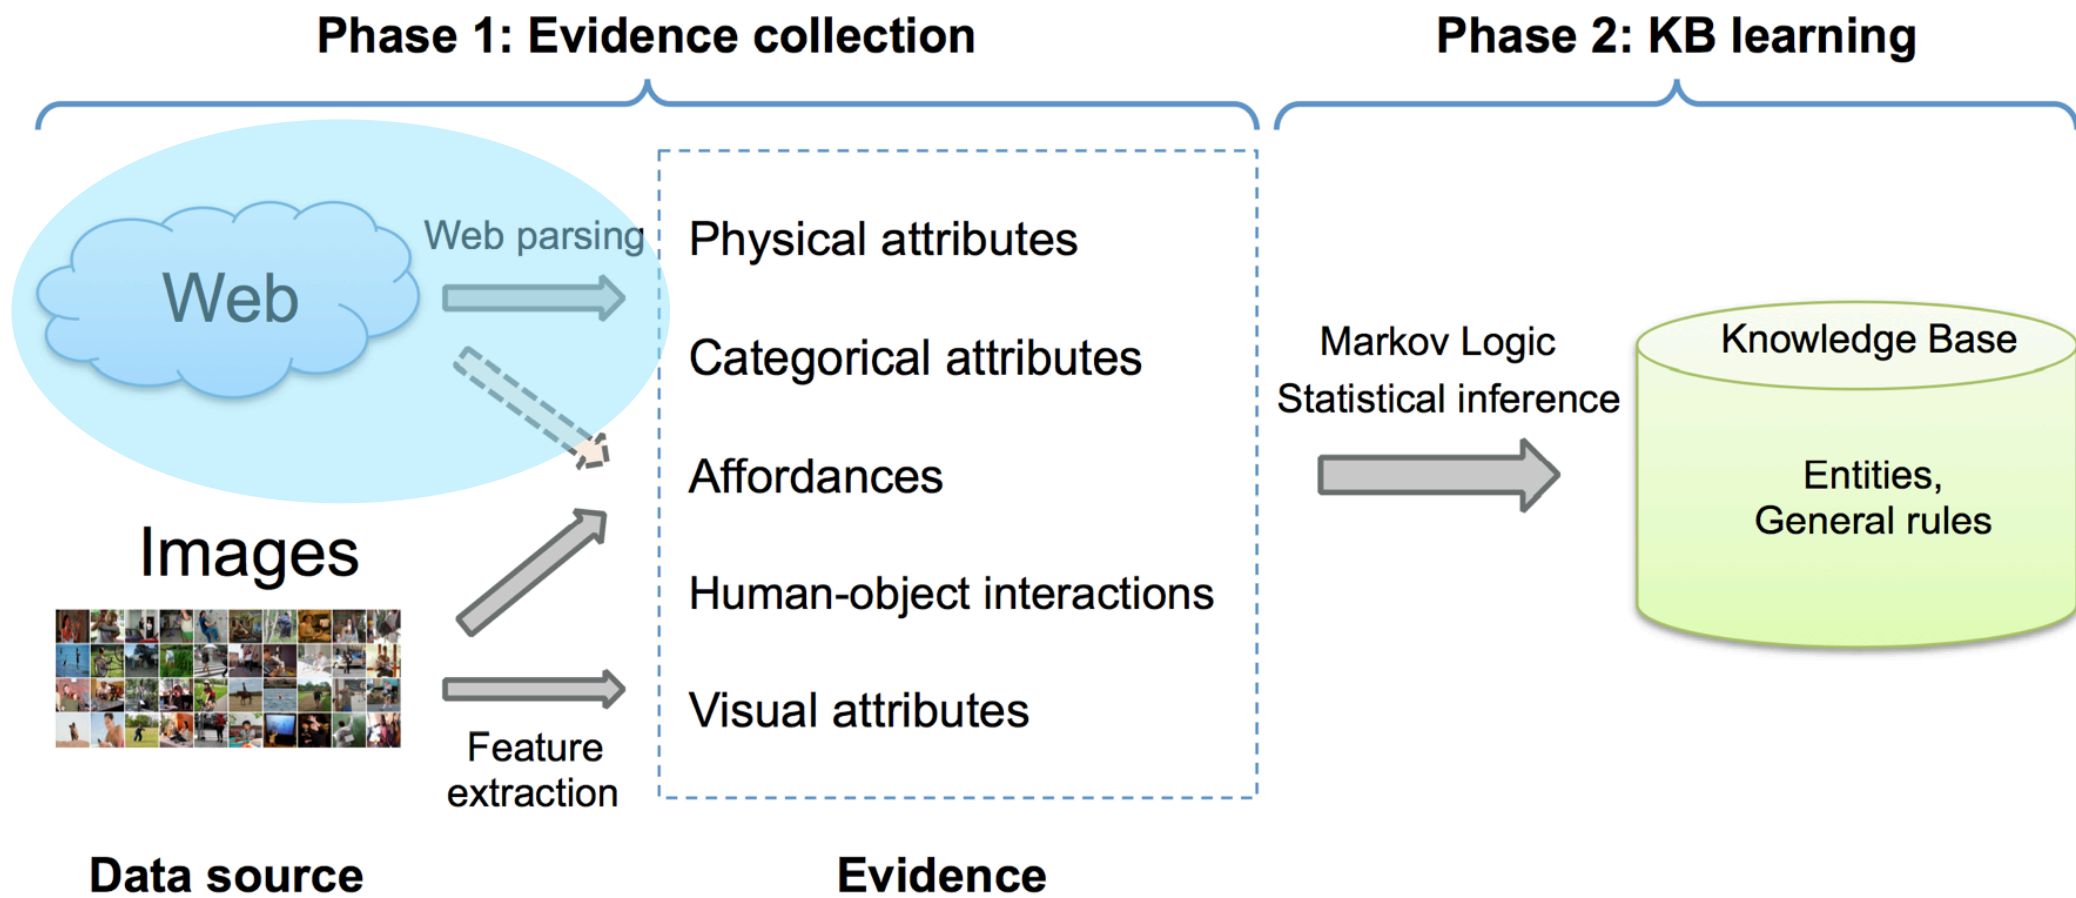 Phase 1: Evidence collection
Phase 2: KB learning
Web
Web parsing
Images
Feature
extraction
Data source
Physical attributes
Categorical attributes
Affordances
Human-object interactions
Visual attributes
Evidence
Markov Logic
Statistical inference
Knowledge Base
Entities,
General rules